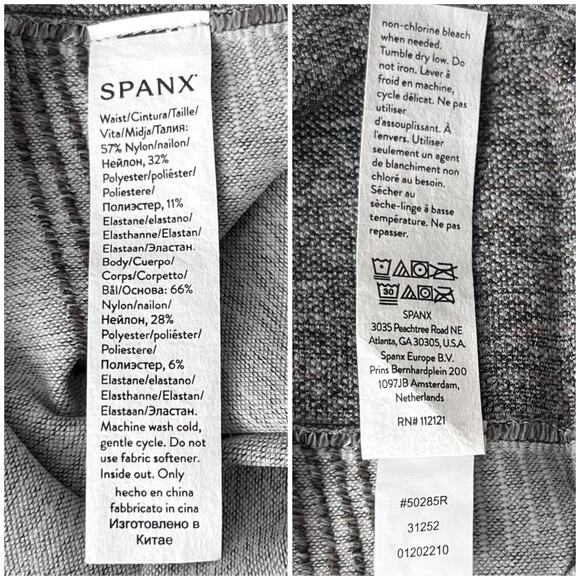 SPANX
Waist/Cintura/Taille/
Vita/Midja/Талия:
57% Nylon/nailon/
Нейлон, 32%
Polyester/poliéster/
Poliestere/
Полиэстер, 11%
Elastane/elastano/
Elasthanne/Elastan/
Elastaan/Эластан.
Body/Cuerpo/
Corps/Corpetto/
Bål/Основа: 66%
Nylon/nailon/
Нейлон, 28%
Polyester/poliéster/
Poliestere/
Полиэстер, 6%
Elastane/elastano/
Elasthanne/Elastan/
Elastaan/Эластан.
Machine wash cold,
gentle cycle. Do not
use fabric softener.
Inside out. Only
hecho en china
fabbricato in cina
Изготовлено в
Китае
non-chlorine bleach
when needed.
Tumble dry low. Do
not iron. Laver à
froid en machine,
cycle délicat. Ne pas
utiliser
d'assouplissant. À
l'envers. Utiliser
seulement un agent
de blanchiment non
chloré au besoin.
Sécher au
sèche-linge à basse
température. Ne pas
repasser.
30
SPANX
3035 Peachtree Road NE
Atlanta, GA 30305, U.S.A.
Spanx Europe B.V.
Prins Bernhardplein 200
1097JB Amsterdam,
Netherlands
RN# 112121
#50285R
31252
01202210